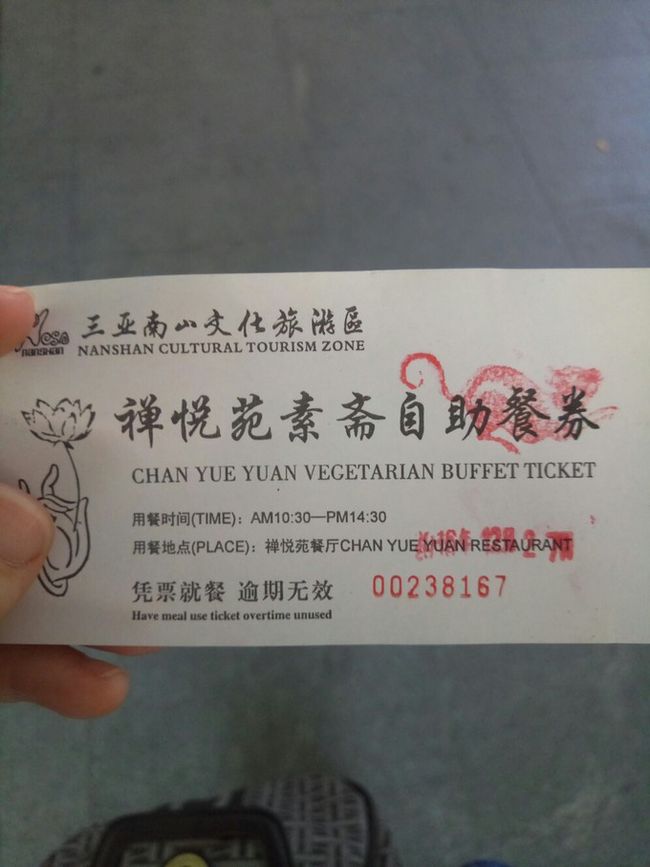 三亚南山文化旅游區
nanshan
NANSHAN CULTURAL TOURISM ZONE
禅悦苑素斋自助餐券
CHAN YUE YUAN VEGETARIAN BUFFET TICKET
用餐时间(TIME)：AM10:30—PM14:30
用餐地点(PLACE)：禅悦苑餐厅CHAN YUE YUAN RESTAURANT
凭票就餐 逾期无效
00238167
Have meal use ticket overtime unused